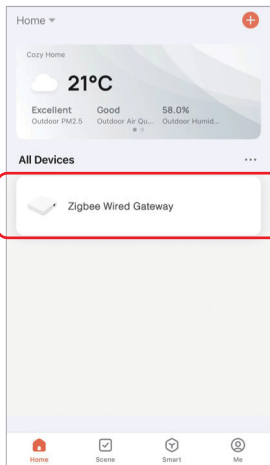 Home
Cozy Home
21°C
Excellent Good 58.0%
Outdoor PM2.5 Outdoor Air Qu... Outdoor Humid...
All Devices
Zigbee Wired Gateway
Home Scene Smart Me